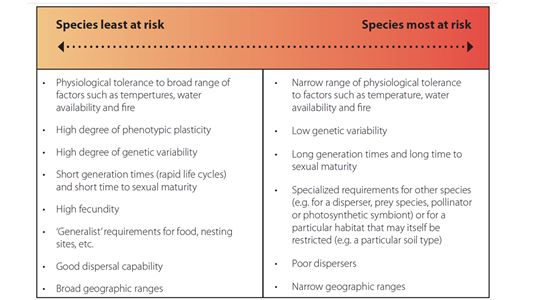 Species least at risk
Species most at risk
• Physiological tolerance to broad range of
factors such as tempertures, water
availability and fire
• High degree of phenotypic plasticity
• High degree of genetic variability
• Short generation times (rapid life cycles)
and short time to sexual maturity
• High fecundity
• ‘Generalist’ requirements for food, nesting
sites, etc.
• Good dispersal capability
• Broad geographic ranges
• Narrow range of physiological tolerance
to factors such as temperature, water
availability and fire
• Low genetic variability
• Long generation times and long time to
sexual maturity
• Specialized requirements for other species
(e.g. for a disperser, prey species, pollinator
or photosynthetic symbiont) or for a
particular habitat that may itself be
restricted (e.g. a particular soil type)
• Poor dispersers
• Narrow geographic ranges